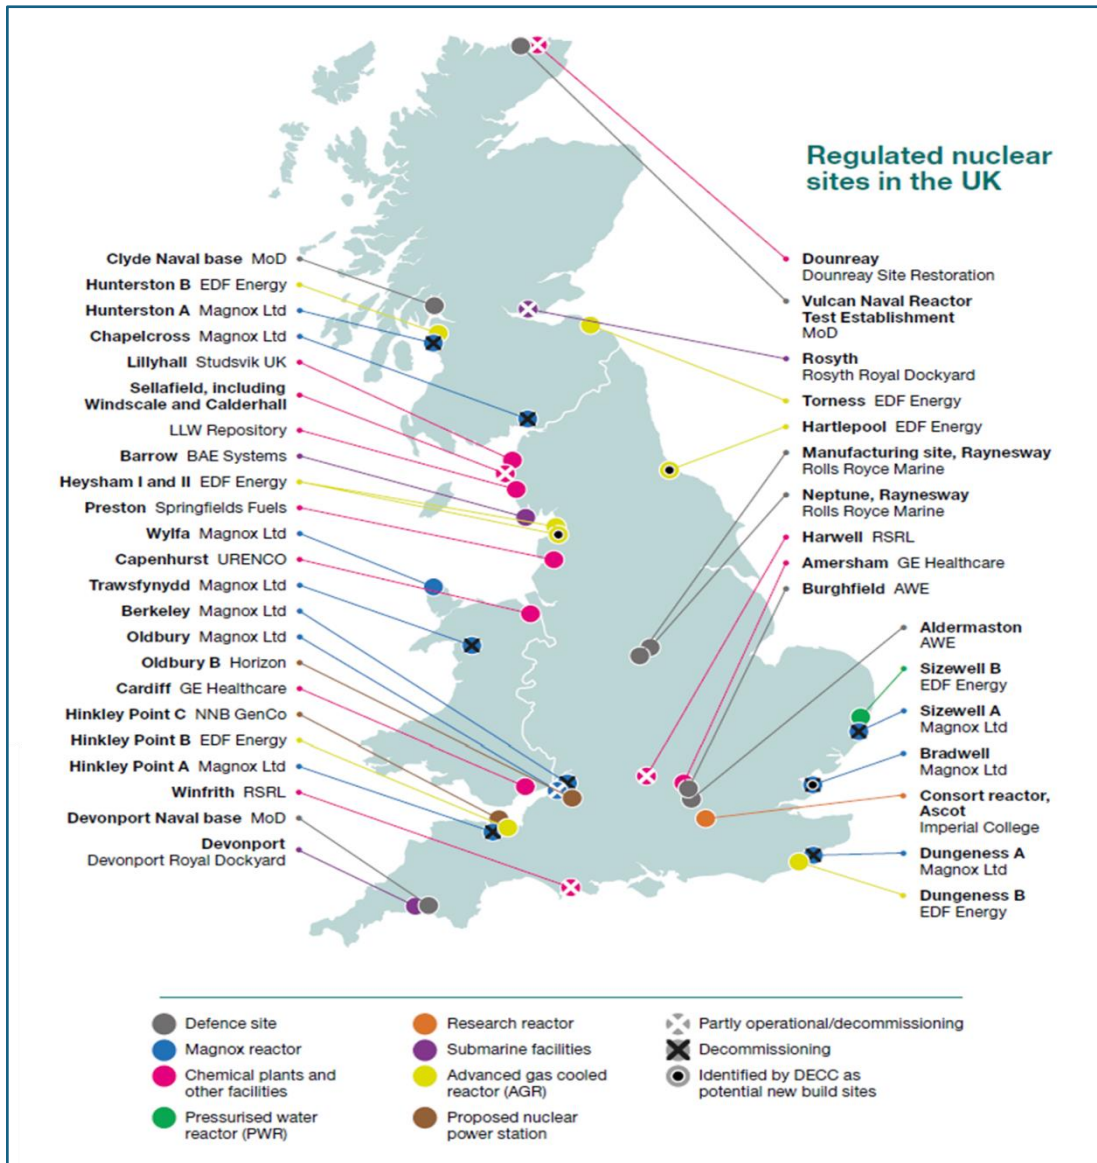 Regulated nuclear
sites in the UK
Clyde Naval base MoD
Hunterston B EDF Energy
Hunterston A Magnox Ltd
Chapelcross Magnox Ltd
Lillyhall Studsvik UK
Sellafield, including
Windscale and Calderhall
LLW Repository
Barrow BAE Systems
Heysham I and II EDF Energy
Preston Springfields Fuels
Wylfa Magnox Ltd
Capenhurst URENCO
Trawsfynydd Magnox Ltd
Berkeley Magnox Ltd
Oldbury Magnox Ltd
Oldbury B Horizon
Cardiff GE Healthcare
Hinkley Point C NNB GenCo
Hinkley Point B EDF Energy
Hinkley Point A Magnox Ltd
Winfrith RSRL
Devonport Naval base MoD
Devonport
Devonport Royal Dockyard
Dounreay
Dounreay Site Restoration
Vulcan Naval Reactor
Test Establishment
MoD
Rosyth
Rosyth Royal Dockyard
Torness EDF Energy
Hartlepool EDF Energy
Manufacturing site, Raynesway
Rolls Royce Marine
Neptune, Raynesway
Rolls Royce Marine
Harwell RSRL
Amersham GE Healthcare
Burghfield AWE
Aldermaston
AWE
Sizewell B
EDF Energy
Sizewell A
Magnox Ltd
Bradwell
Magnox Ltd
Consort reactor,
Ascot
Imperial College
Dungeness A
Magnox Ltd
Dungeness B
EDF Energy
Defence site
Magnox reactor
Chemical plants and
other facilities
Pressurised water
reactor (PWR)
Research reactor
Submarine facilities
Advanced gas cooled
reactor (AGR)
Proposed nuclear
power station
Partly operational/decommissioning
Decommissioning
Identified by DECC as
potential new build sites